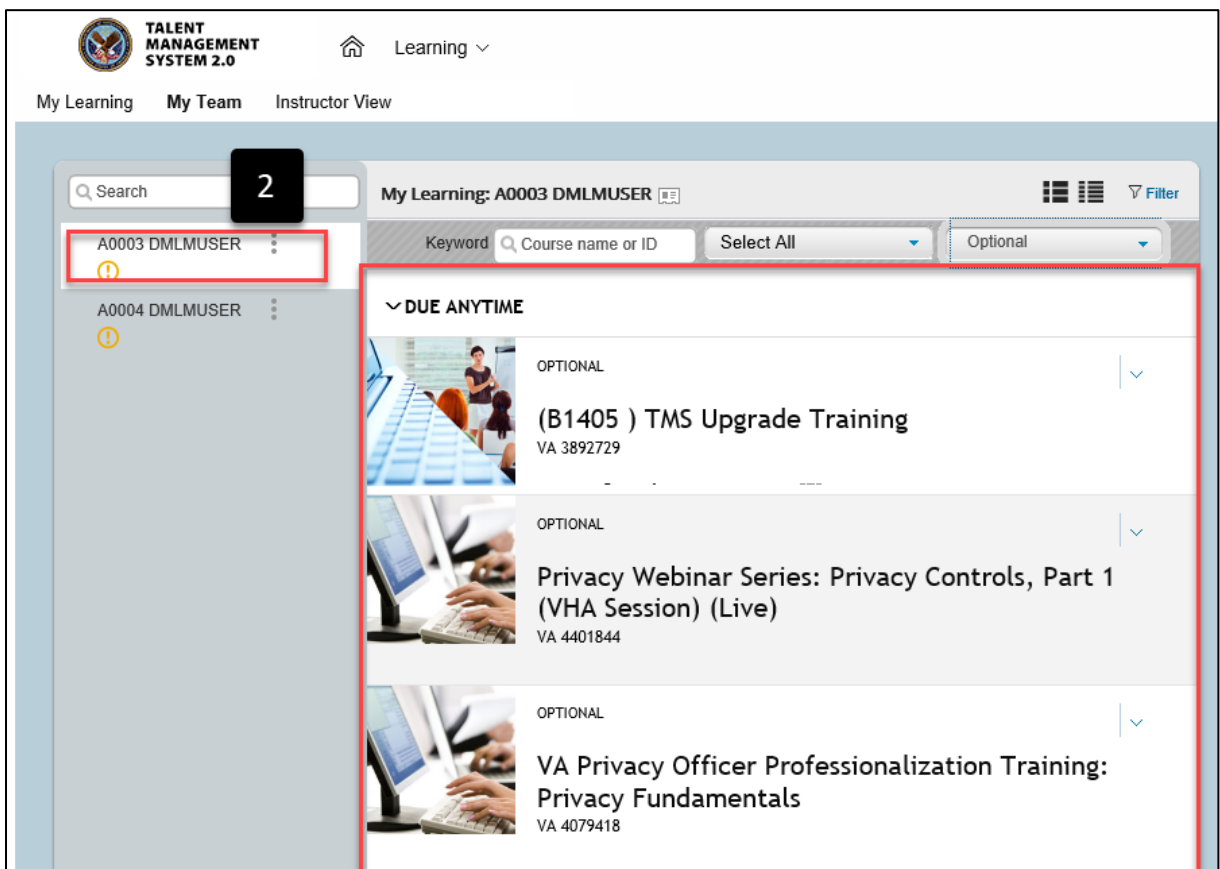 TALENT
MANAGEMENT
SYSTEM 2.0
Learning
My Learning My Team Instructor View
Search
2
My Learning: A0003 DMLMUSER
Filter
A0003 DMLMUSER
Keyword Course name or ID Select All Optional
A0004 DMLMUSER
DUE ANYTIME
OPTIONAL
(B1405 ) TMS Upgrade Training
VA 3892729
OPTIONAL
Privacy Webinar Series: Privacy Controls, Part 1
(VHA Session) (Live)
VA 4401844
OPTIONAL
VA Privacy Officer Professionalization Training:
Privacy Fundamentals
VA 4079418